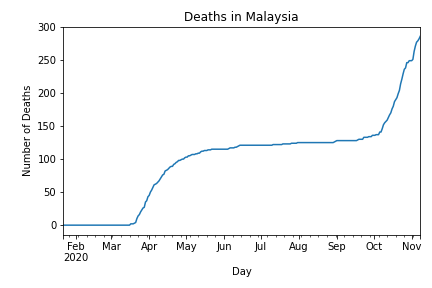 Deaths in Malaysia
Number of Deaths
300
250
200
150
100
50
0
Feb Mar Apr May Jun Jul Aug Sep Oct Nov
2020
Day